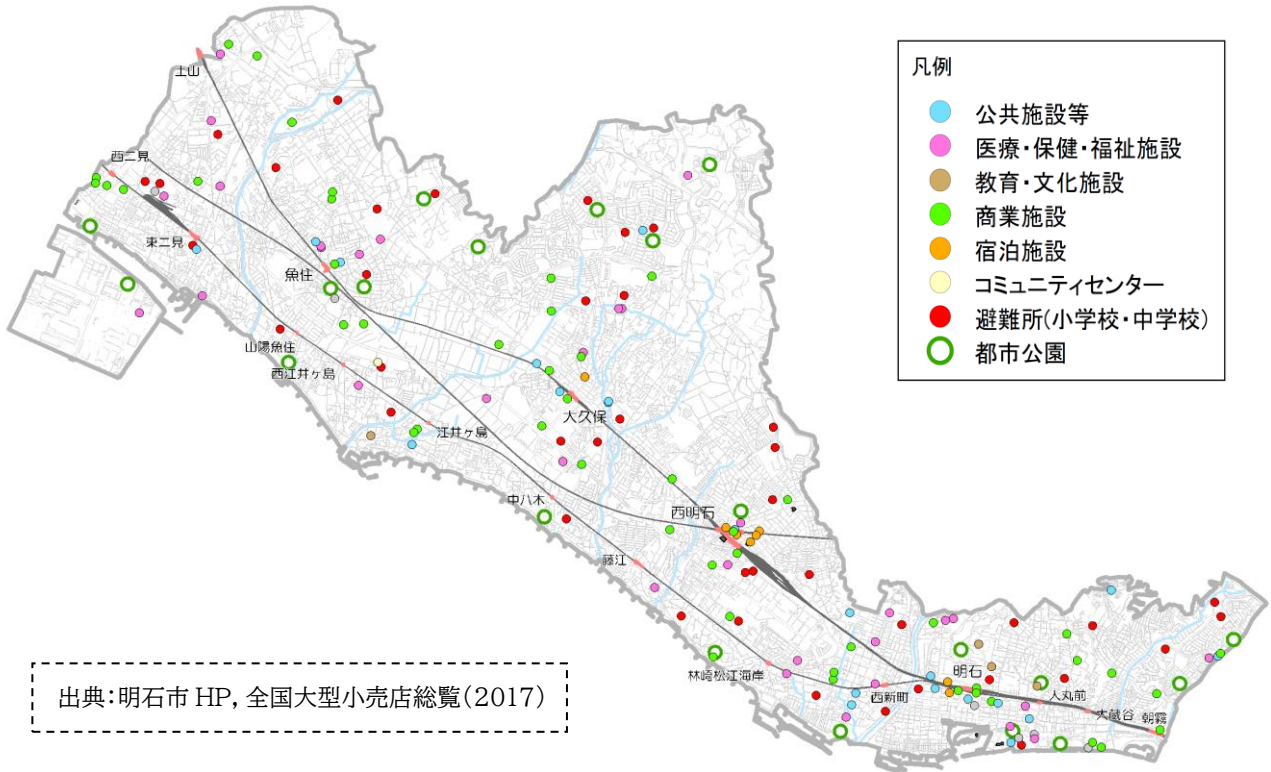 土山
西二見
東二見
魚住
山陽魚住
西江井ヶ島
江井ヶ島
大久保
中八木
西明石
藤江
林崎松江海岸
西新町
明石
人丸前
大蔵谷
朝霧
凡例
公共施設等
医療・保健・福祉施設
教育・文化施設
商業施設
宿泊施設
コミュニティセンター
避難所(小学校・中学校)
都市公園
出典:明石市 HP, 全国大型小売店総覧(2017)